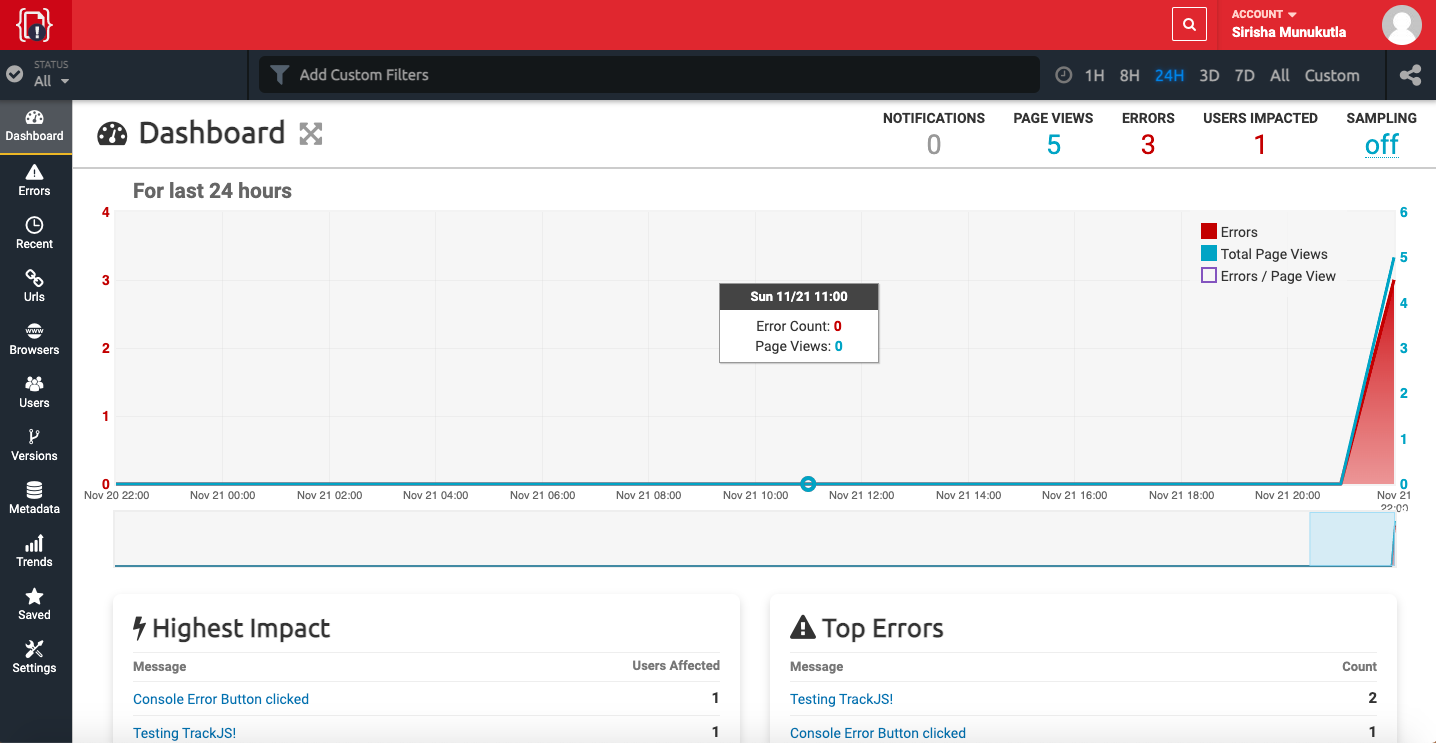 ACCOUNT
Sirisha Munukutla
STATUS
All
Add Custom Filters
1H 8H 24H 3D 7D All Custom
Dashboard
Errors
Recent
Urls
www
Browsers
Users
Versions
Metadata
Trends
Saved
Settings
Dashboard
NOTIFICATIONS PAGE VIEWS ERRORS USERS IMPACTED SAMPLING
0 5 3 1 off
For last 24 hours
4
3
2
1
0
6
5
4
3
2
1
0
Errors
Total Page Views
Errors / Page View
Sun 11/21 11:00
Error Count: 0
Page Views: 0
Nov 20 22:00 Nov 21 00:00 Nov 21 02:00 Nov 21 04:00 Nov 21 06:00 Nov 21 08:00 Nov 21 10:00 Nov 21 12:00 Nov 21 14:00 Nov 21 16:00 Nov 21 18:00 Nov 21 20:00 Nov 21
22:00
Highest Impact
Message Users Affected
Console Error Button clicked 1
Testing TrackJS! 1
Top Errors
Message Count
Testing TrackJS! 2
Console Error Button clicked 1